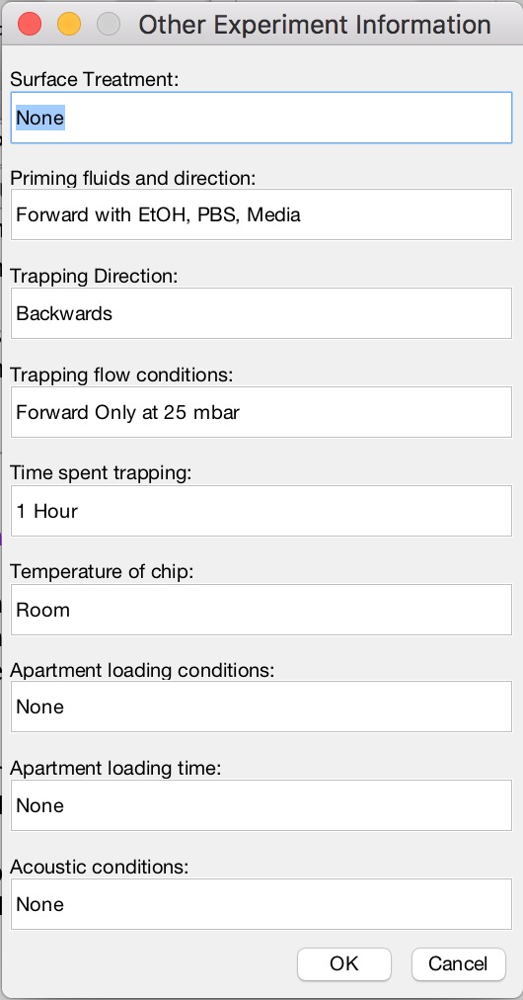 Other Experiment Information
Surface Treatment:
None
Priming fluids and direction:
Forward with EtOH, PBS, Media
Trapping Direction:
Backwards
Trapping flow conditions:
Forward Only at 25 mbar
Time spent trapping:
1 Hour
Temperature of chip:
Room
Apartment loading conditions:
None
Apartment loading time:
None
Acoustic conditions:
None
OK Cancel